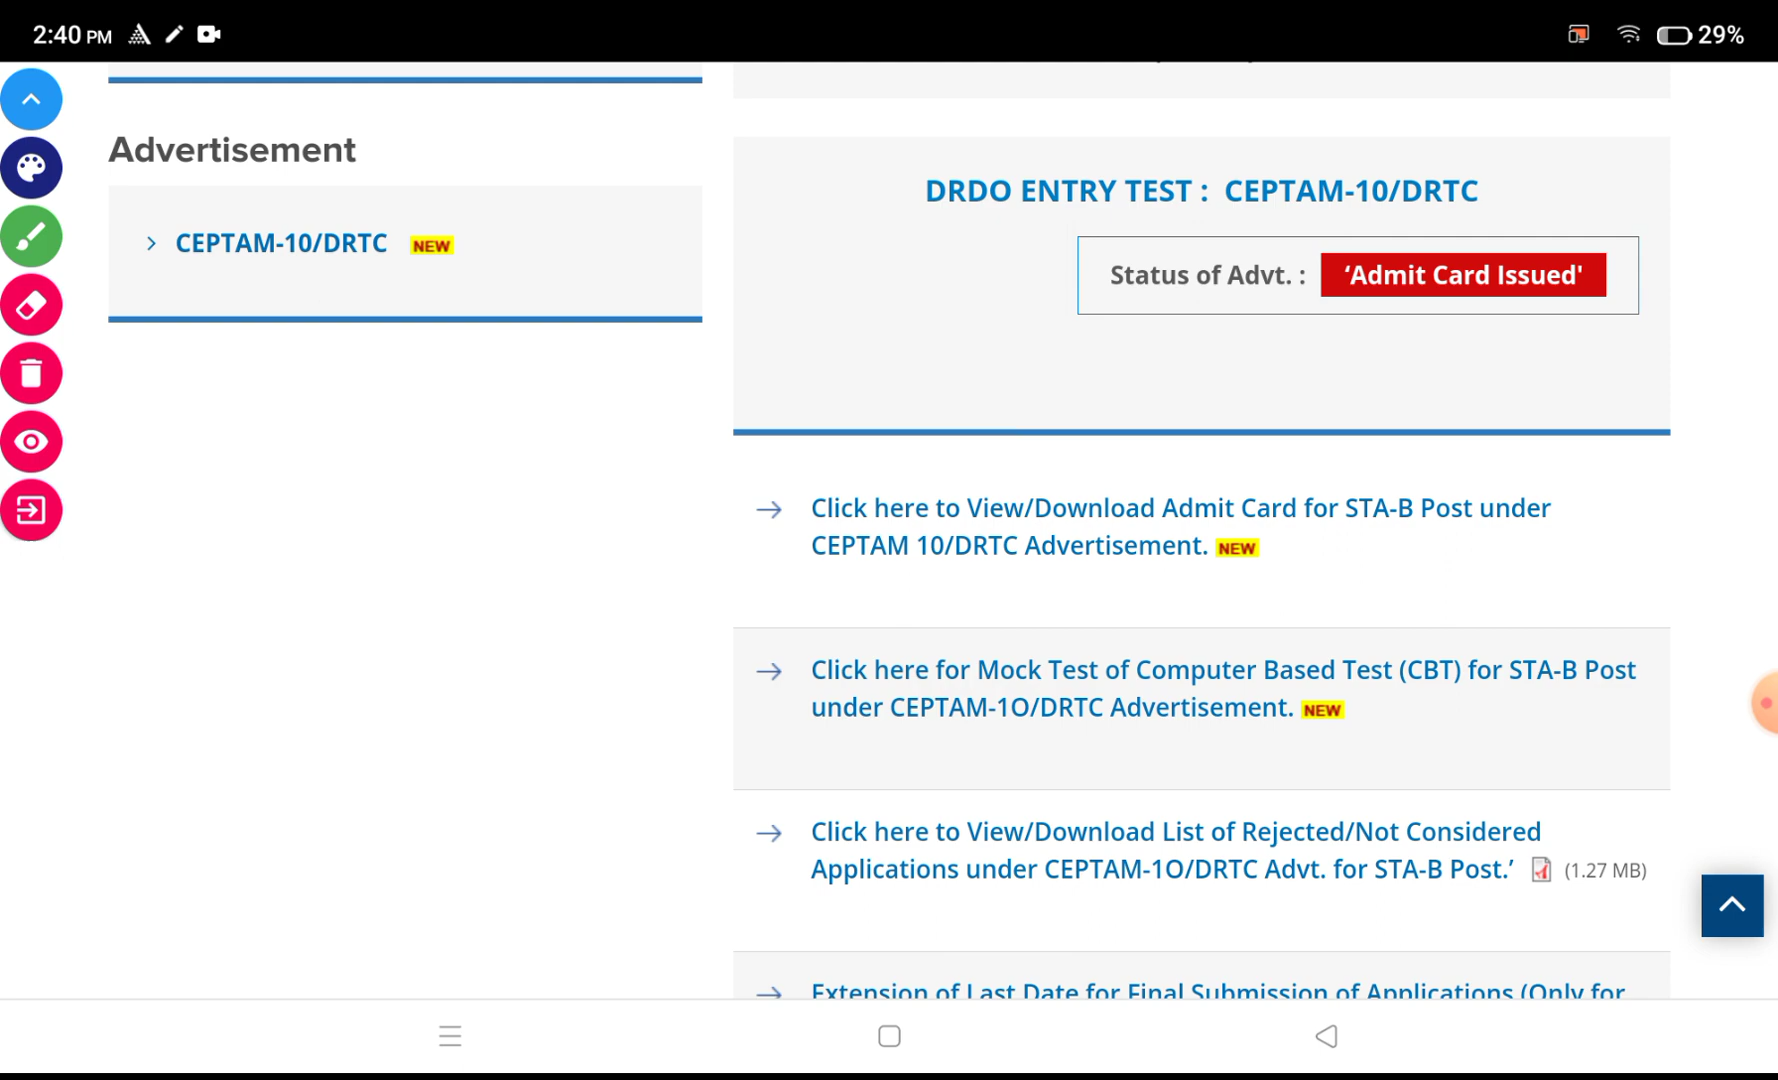 2:40 PM
29%
Advertisement
CEPTAM-10/DRTC NEW
DRDO ENTRY TEST : CEPTAM-10/DRTC
Status of Advt. : ‘Admit Card Issued'
Click here to View/Download Admit Card for STA-B Post under
CEPTAM 10/DRTC Advertisement. NEW
Click here for Mock Test of Computer Based Test (CBT) for STA-B Post
under CEPTAM-1O/DRTC Advertisement. NEW
Click here to View/Download List of Rejected/Not Considered
Applications under CEPTAM-1O/DRTC Advt. for STA-B Post.’ (1.27 MB)
Extension of Last Date for Final Submission of Applications (Only for